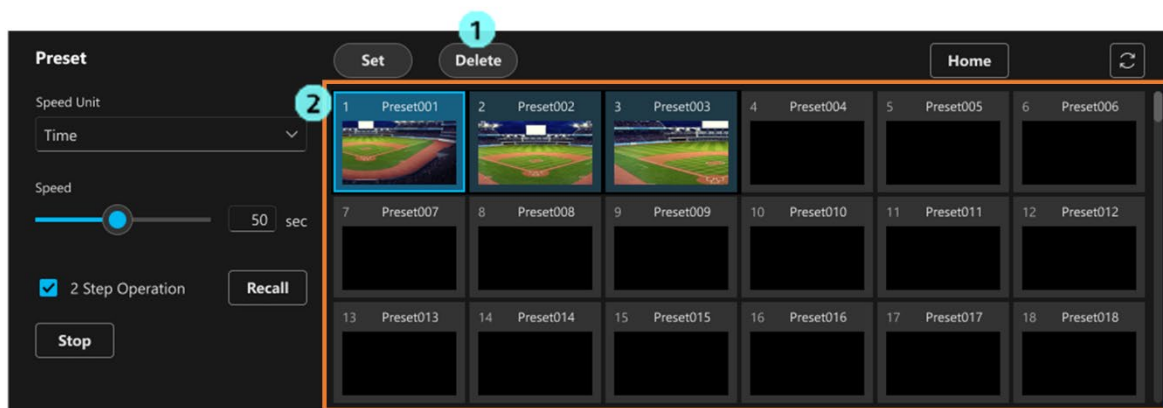 1
Preset
Set
Delete
Home
Speed Unit
2
Time
Speed
50 sec
2 Step Operation
Recall
Stop
1 Preset001
2 Preset002
3 Preset003
4 Preset004
5 Preset005
6 Preset006
7 Preset007
8 Preset008
9 Preset009
10 Preset010
11 Preset011
12 Preset012
13 Preset013
14 Preset014
15 Preset015
16 Preset016
17 Preset017
18 Preset018